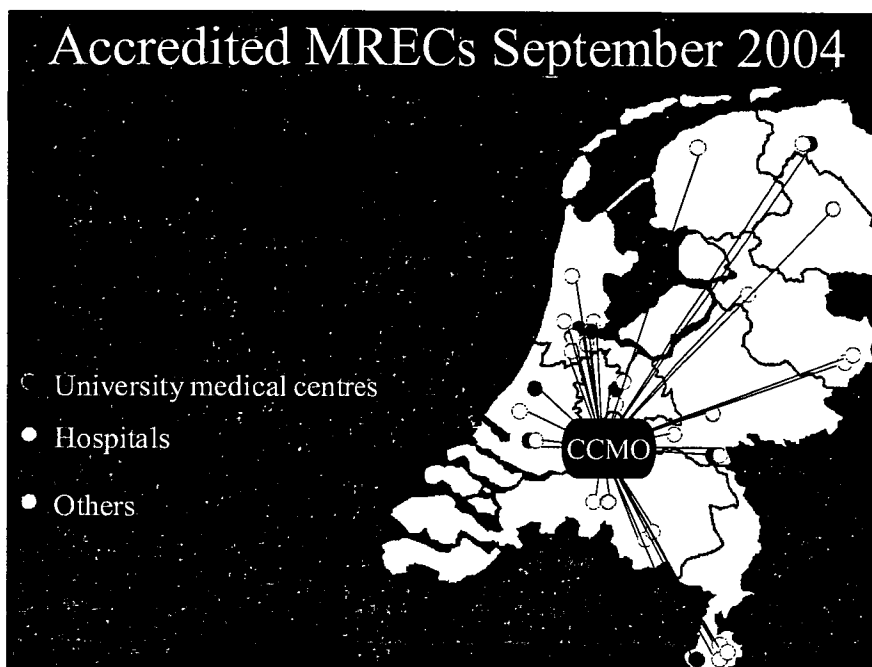 Accredited MRECs September 2004
University medical centres
Hospitals
CCMO
Others